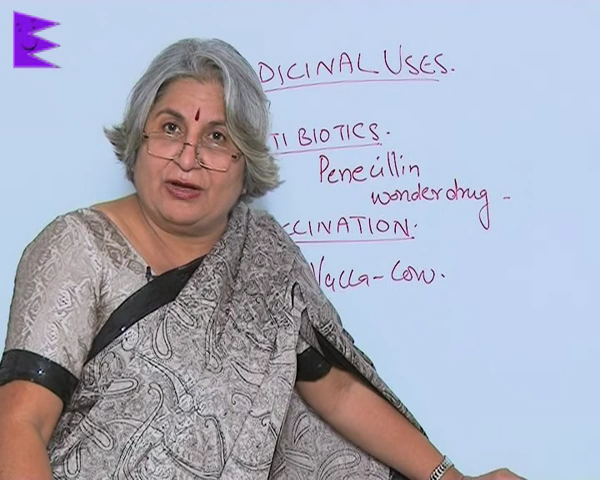 DICINAL USES.
TI BIOTICS.
Penecillin
wonderdrug -
CCINATION.
Vacca - Cow.